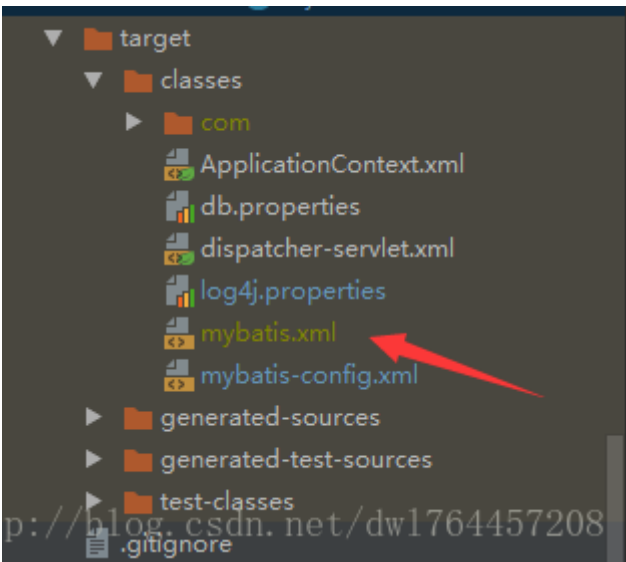 target
classes
com
ApplicationContext.xml
db.properties
dispatcher-servlet.xml
log4j.properties
mybatis.xml
mybatis-config.xml
generated-sources
generated-test-sources
test-classes
p://blog.csdn.net/dw1764457208
.gitignore